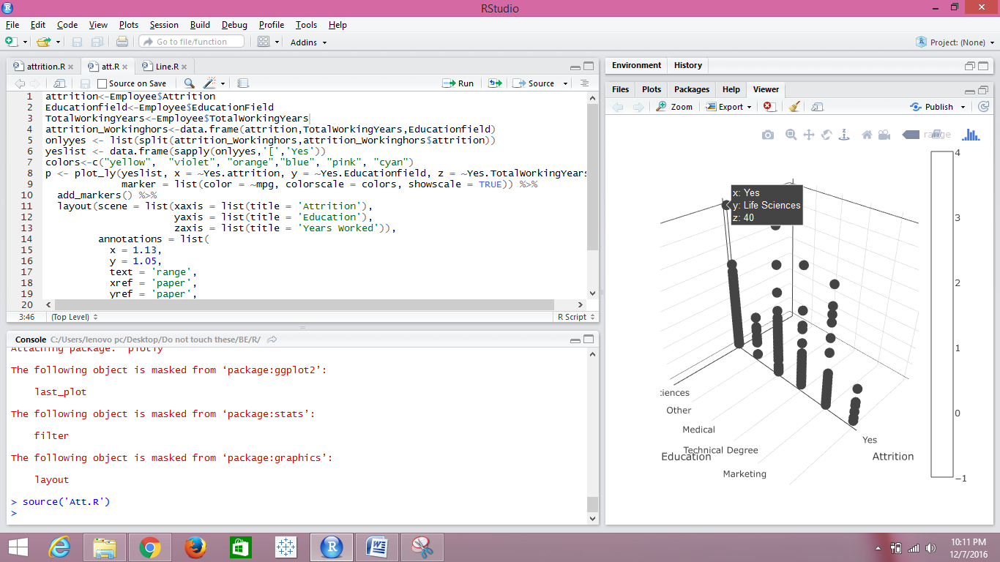 RStudio
File Edit Code View Plots Session Build Debug Profile Tools Help
Go to file/function Addins Project: (None)
attrition.R att.R Line.R
Source on Save Run Source
1 attrition<-Employee$Attrition
2 Educationfield<-Employee$EducationField
3 TotalWorkingYears<-Employee$TotalWorkingYears
4 attrition_Workinghors<-data.frame(attrition,TotalWorkingYears,Educationfield)
5 onlyyes <- list(split(attrition_Workinghors,attrition_Workinghors$attrition))
6 yeslist <- data.frame(sapply(onlyyes,'[','Yes'))
7 colors<-c("yellow", "violet", "orange","blue", "pink", "cyan")
8 p <- plot_ly(yeslist, x = ~Yes.attrition, y = ~Yes.Educationfield, z = ~Yes.TotalWorkingYears
9 marker = list(color = ~mpg, colorscale = colors, showscale = TRUE)) %>%
10 add_markers() %>%
11 layout(scene = list(xaxis = list(title = 'Attrition'),
12 yaxis = list(title = 'Education'),
13 zaxis = list(title = 'Years Worked')),
14 annotations = list(
15 x = 1.13,
16 y = 1.05,
17 text = 'range',
18 xref = 'paper',
19 yref = 'paper',
20
3:46 (Top Level) R Script
Console C:/Users/lenovo pc/Desktop/Do not touch these/BE/R/
Attaching package: ‘plotly’
The following object is masked from ‘package:ggplot2’:
last_plot
The following object is masked from ‘package:stats’:
filter
The following object is masked from ‘package:graphics’:
layout
> source('Att.R')
>
Environment History
Files Plots Packages Help Viewer
Zoom Export Publish
range
4
3
2
1
0
−1
x: Yes
y: Life Sciences
z: 40
ciences
Other
Medical
Technical Degree
Marketing
Education
Yes
Attrition
10:11 PM
12/7/2016